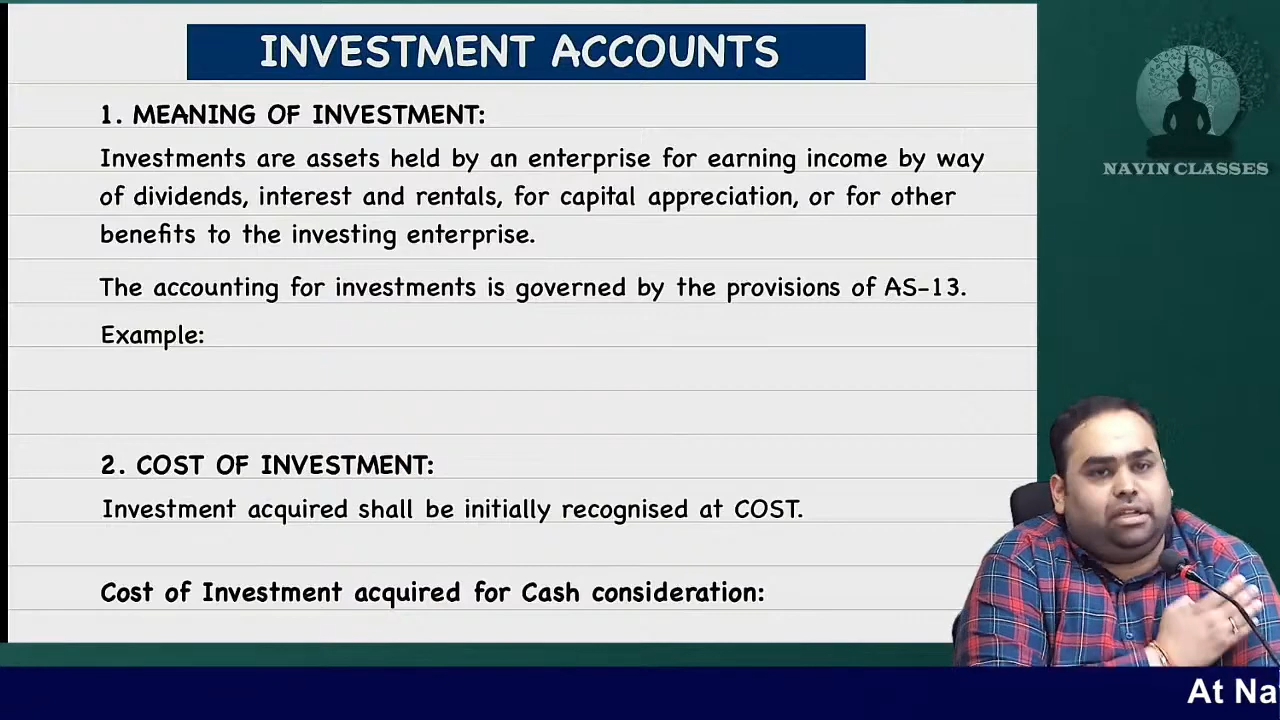 INVESTMENT ACCOUNTS
NAVIN CLASSES
1. MEANING OF INVESTMENT:
Investments are assets held by an enterprise for earning income by way
of dividends, interest and rentals, for capital appreciation, or for other
benefits to the investing enterprise.
The accounting for investments is governed by the provisions of AS-13.
Example:
2. COST OF INVESTMENT:
Investment acquired shall be initially recognised at COST.
Cost of Investment acquired for Cash consideration:
At Na